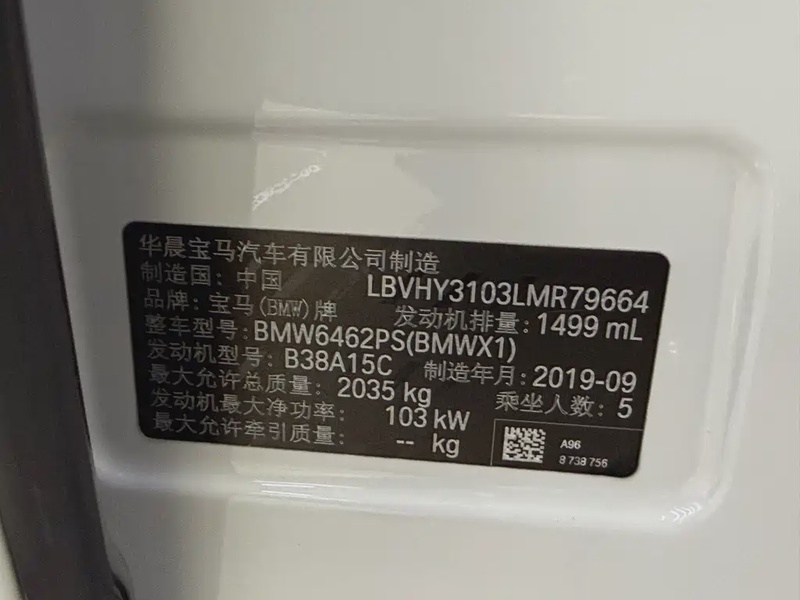 华晨宝马汽车有限公司制造
制造国：中国 LBVHY3103LMR79664
品牌：宝马(BMW)牌 发动机排量：1499 mL
整车型号：BMW6462PS(BMWX1)
发动机型号：B38A15C 制造年月：2019-09
最大允许总质量：2035 kg 乘坐人数：5
发动机最大净功率：103 kW
最大允许牵引质量：-- kg
A96
8 738 756